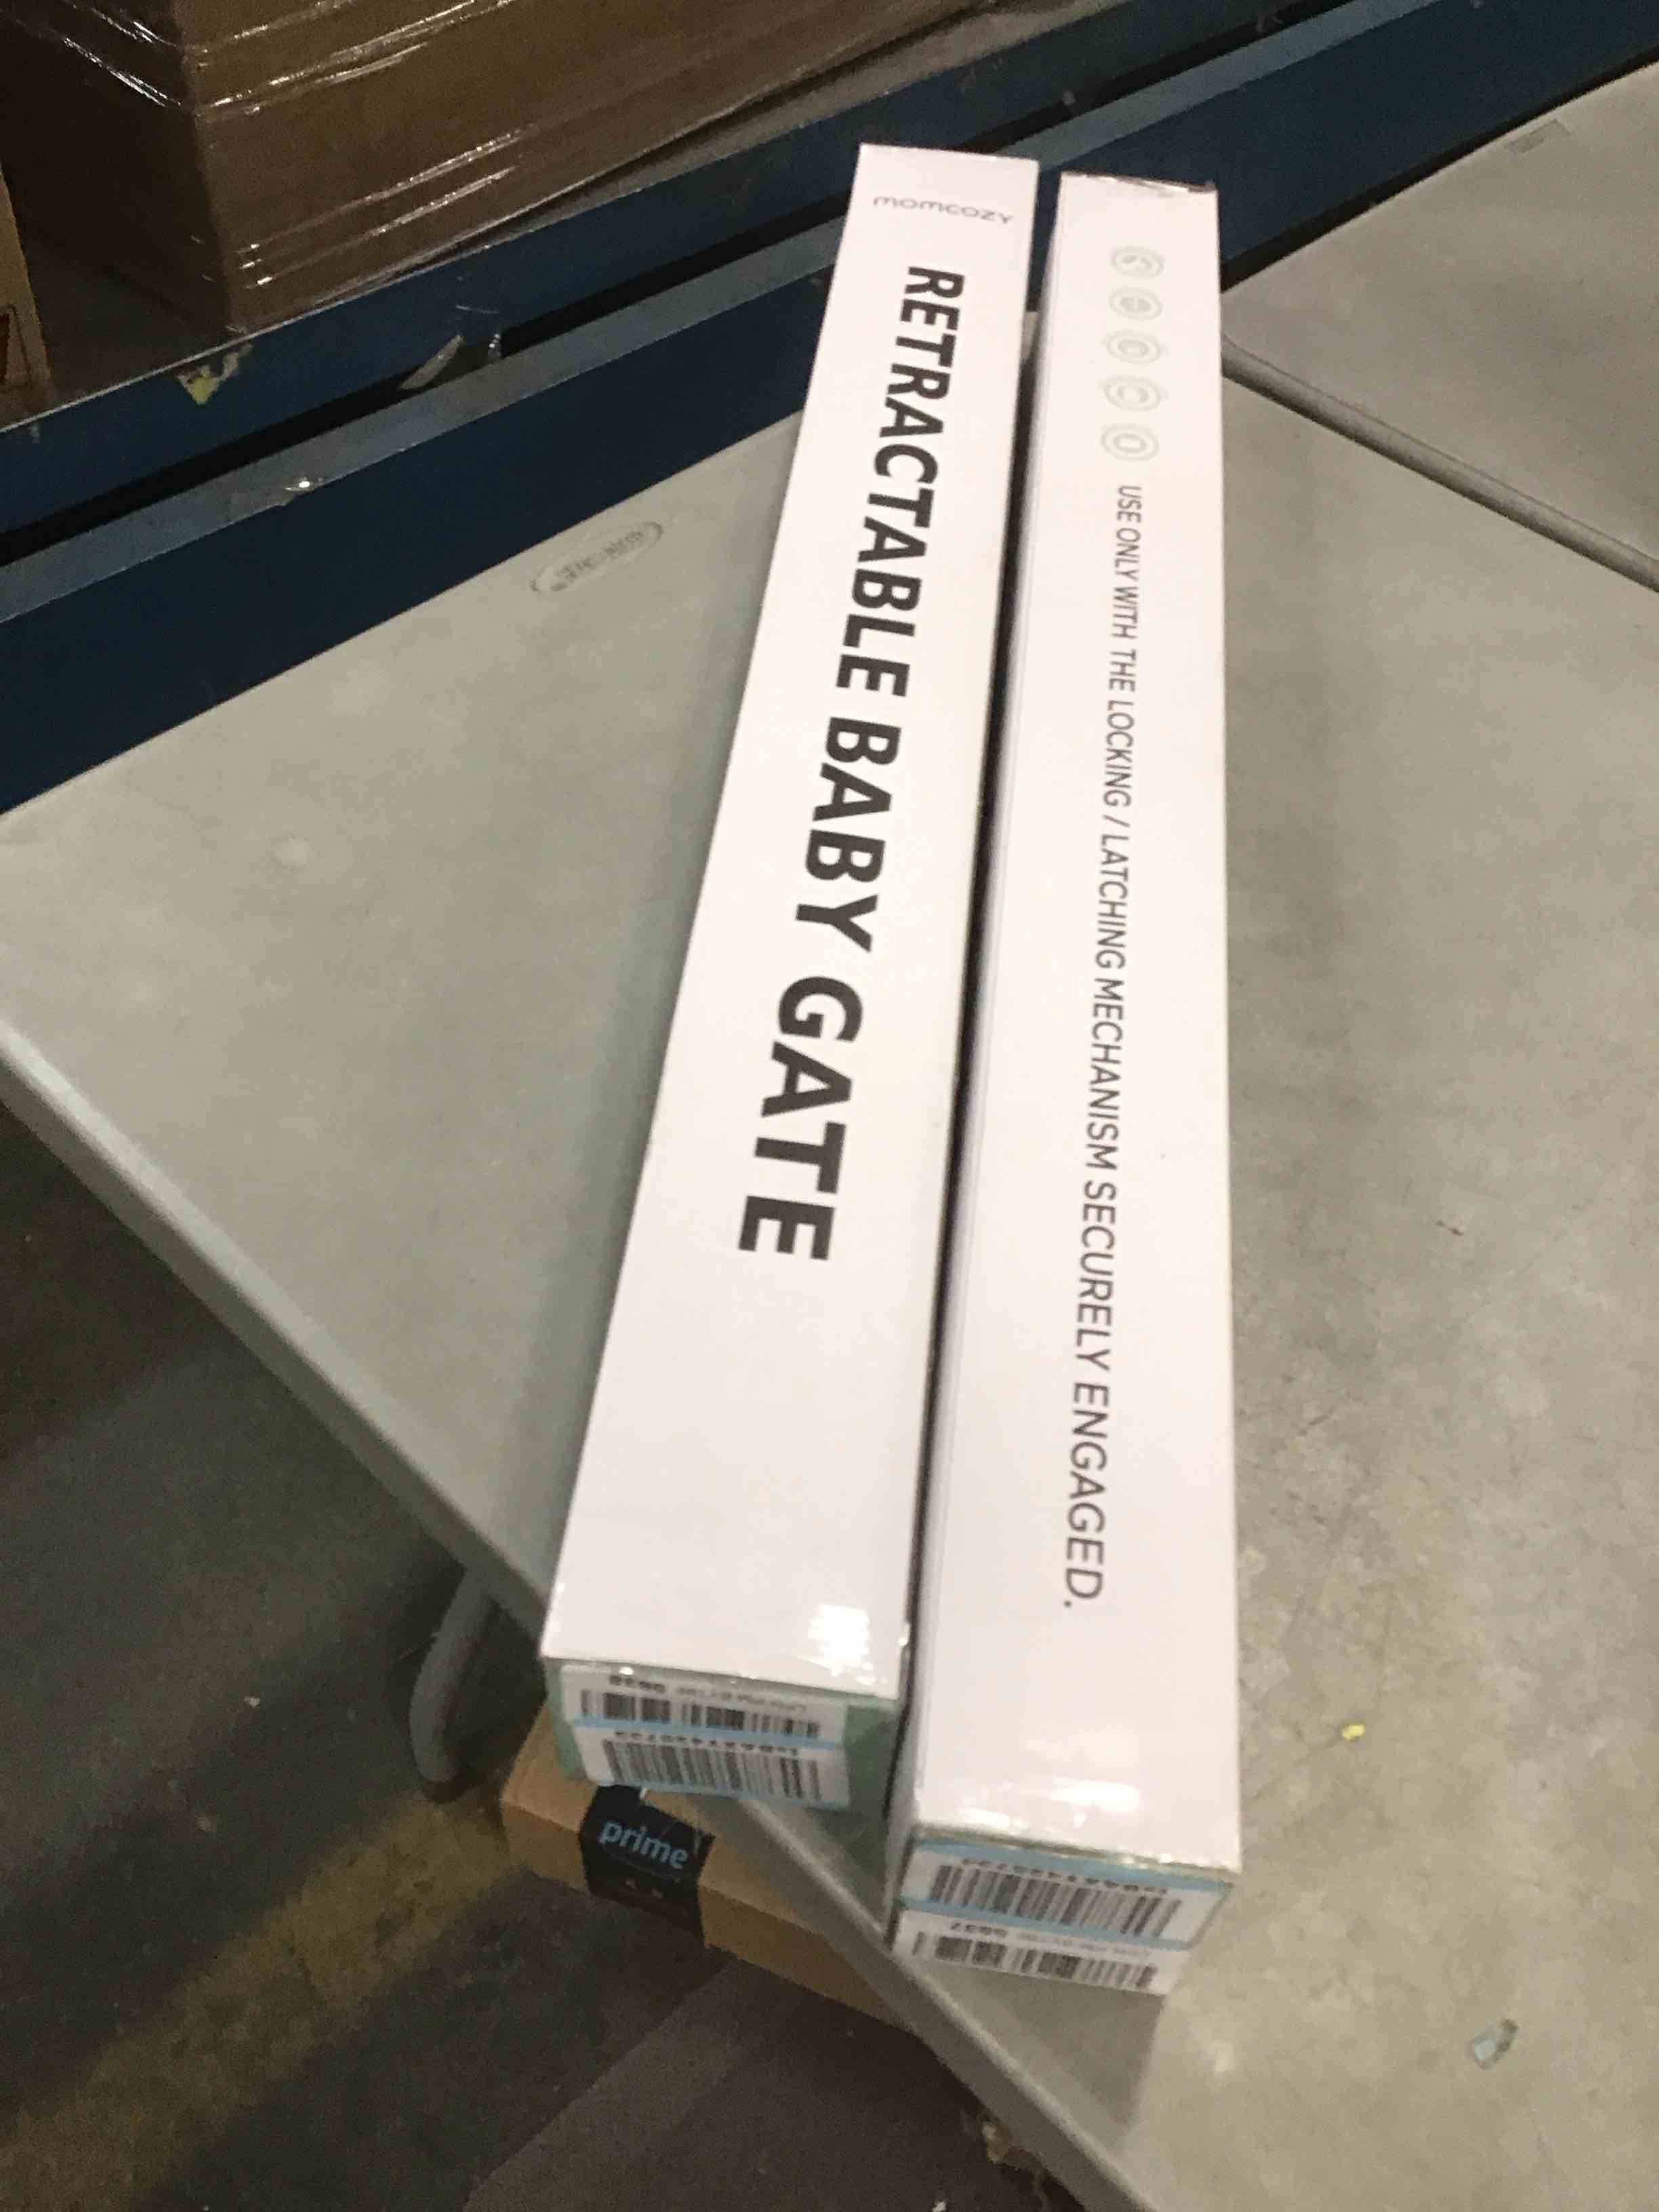 momcozy
RETRACTABLE BABY GATE
USE ONLY WITH THE LOCKING / LATCHING MECHANISM SECURELY ENGAGED.
prime